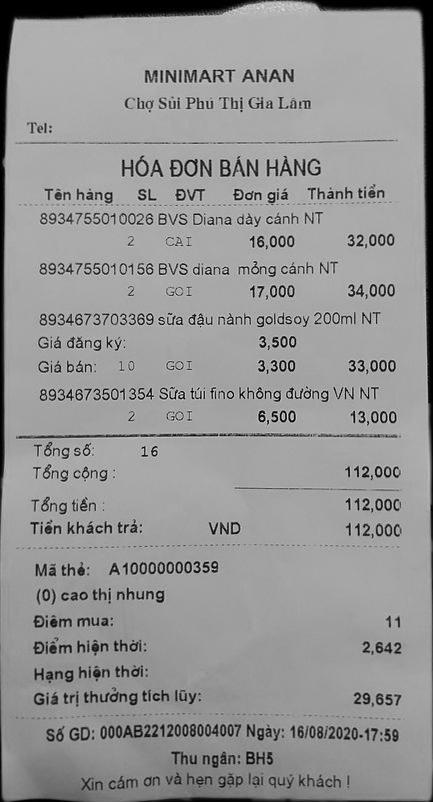 MINIMART ANAN
Chợ Sủi Phú Thị Gia Lâm
Tel:
HÓA ĐƠN BÁN HÀNG
Tên hàng SL ĐVT Đơn giá Thành tiền
8934755010026 BVS Diana dày cánh NT
2 CAI 16,000 32,000
8934755010156 BVS diana mỏng cánh NT
2 GOI 17,000 34,000
8934673703369 sữa đậu nành goldsoy 200ml NT
Giá đăng ký: 3,500
Giá bán: 10 GOI 3,300 33,000
8934673501354 Sữa túi fino không đường VN NT
2 GOI 6,500 13,000
Tổng số: 16
Tổng cộng : 112,000
Tổng tiền : 112,000
Tiền khách trả: VND 112,000
Mã thẻ: A10000000359
(0) cao thị nhung
Điểm mua: 11
Điểm hiện thời: 2,642
Hạng hiện thời:
Giá trị thưởng tích lũy: 29,657
Số GD: 000AB2212008004007 Ngày: 16/08/2020-17:59
Thu ngân: BH5
Xin cám ơn và hẹn gặp lại quý khách !